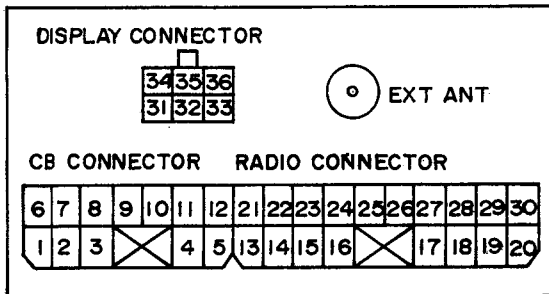 DISPLAY CONNECTOR
34 35 36
31 32 33
EXT ANT
CB CONNECTOR RADIO CONNECTOR
6 7 8 9 10 11 12 21 22 23 24 25 26 27 28 29 30
1 2 3 4 5 13 14 15 16 17 18 19 20